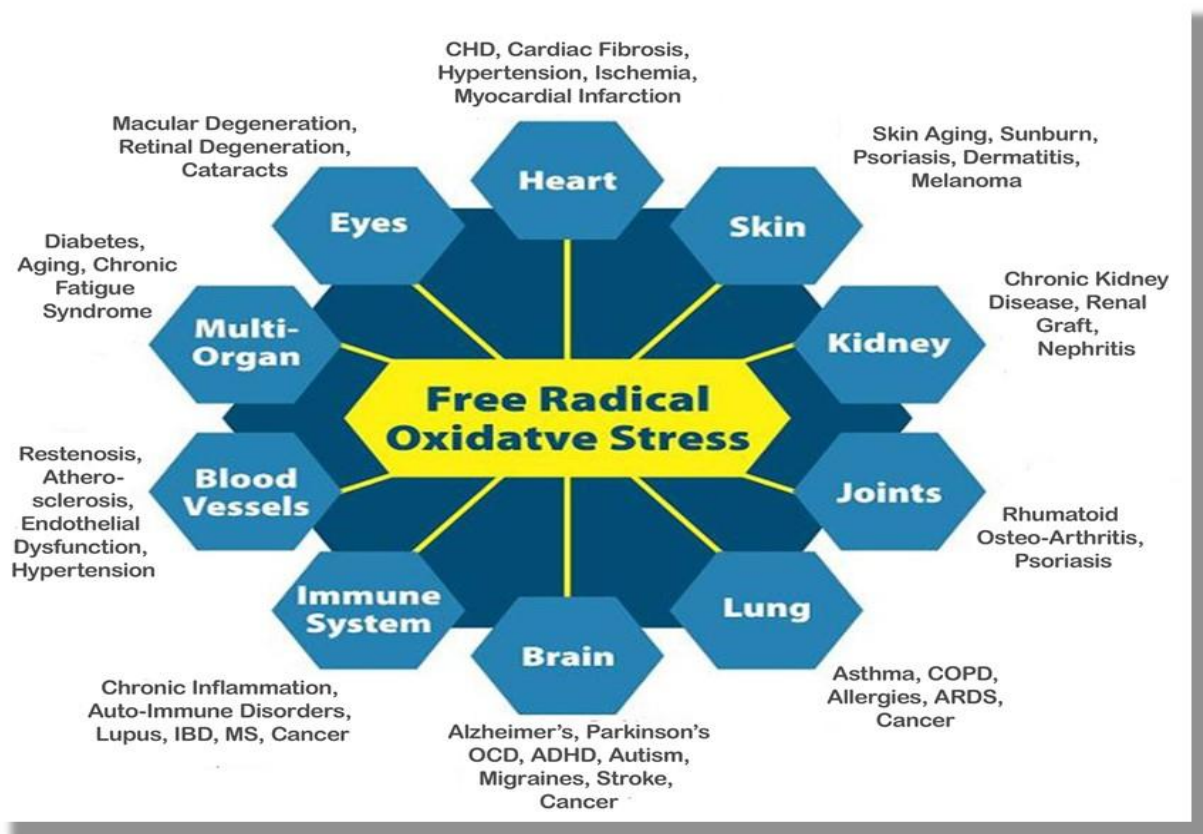 CHD, Cardiac Fibrosis,
Hypertension, Ischemia,
Myocardial Infarction
Heart
Skin Aging, Sunburn,
Psoriasis, Dermatitis,
Melanoma
Skin
Chronic Kidney
Disease, Renal
Graft,
Nephritis
Kidney
Joints
Rhumatoid
Osteo-Arthritis,
Psoriasis
Lung
Asthma, COPD,
Allergies, ARDS,
Cancer
Brain
Alzheimer's, Parkinson's
OCD, ADHD, Autism,
Migraines, Stroke,
Cancer
Immune
System
Chronic Inflammation,
Auto-Immune Disorders,
Lupus, IBD, MS, Cancer
Blood
Vessels
Restenosis,
Athero-
sclerosis,
Endothelial
Dysfunction,
Hypertension
Multi-
Organ
Diabetes,
Aging, Chronic
Fatigue
Syndrome
Eyes
Macular Degeneration,
Retinal Degeneration,
Cataracts
Free Radical
Oxidatve Stress